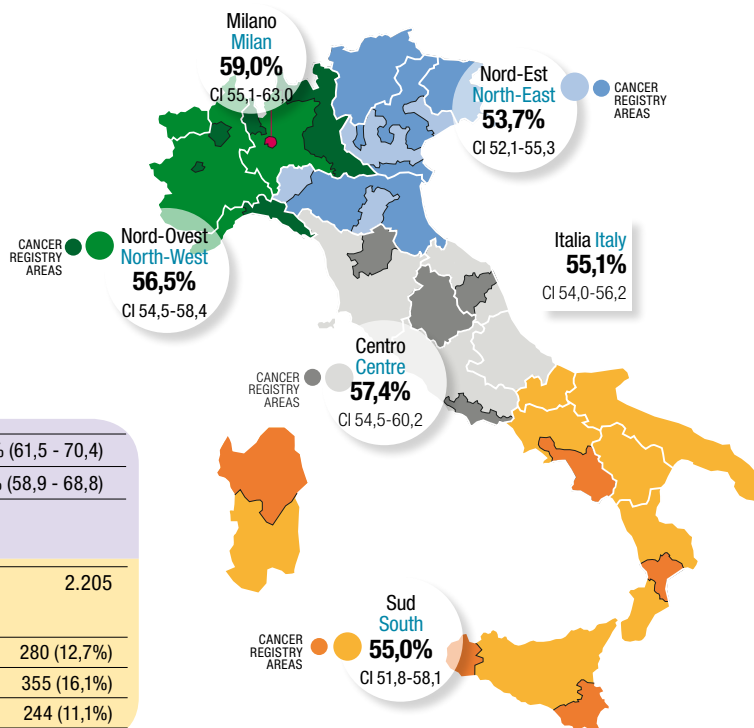 Milano
Milan
59,0%
CI 55,1-63,0
Nord-Est
North-East
53,7%
CI 52,1-55,3
CANCER
REGISTRY
AREAS
CANCER
REGISTRY
AREAS
Nord-Ovest
North-West
56,5%
CI 54,5-58,4
Italia Italy
55,1%
CI 54,0-56,2
CANCER
REGISTRY
AREAS
Centro
Centre
57,4%
CI 54,5-60,2
% (61,5 - 70,4)
% (58,9 - 68,8)
2.205
280 (12,7%)
355 (16,1%)
244 (11,1%)
CANCER
REGISTRY
AREAS
Sud
South
55,0%
CI 51,8-58,1